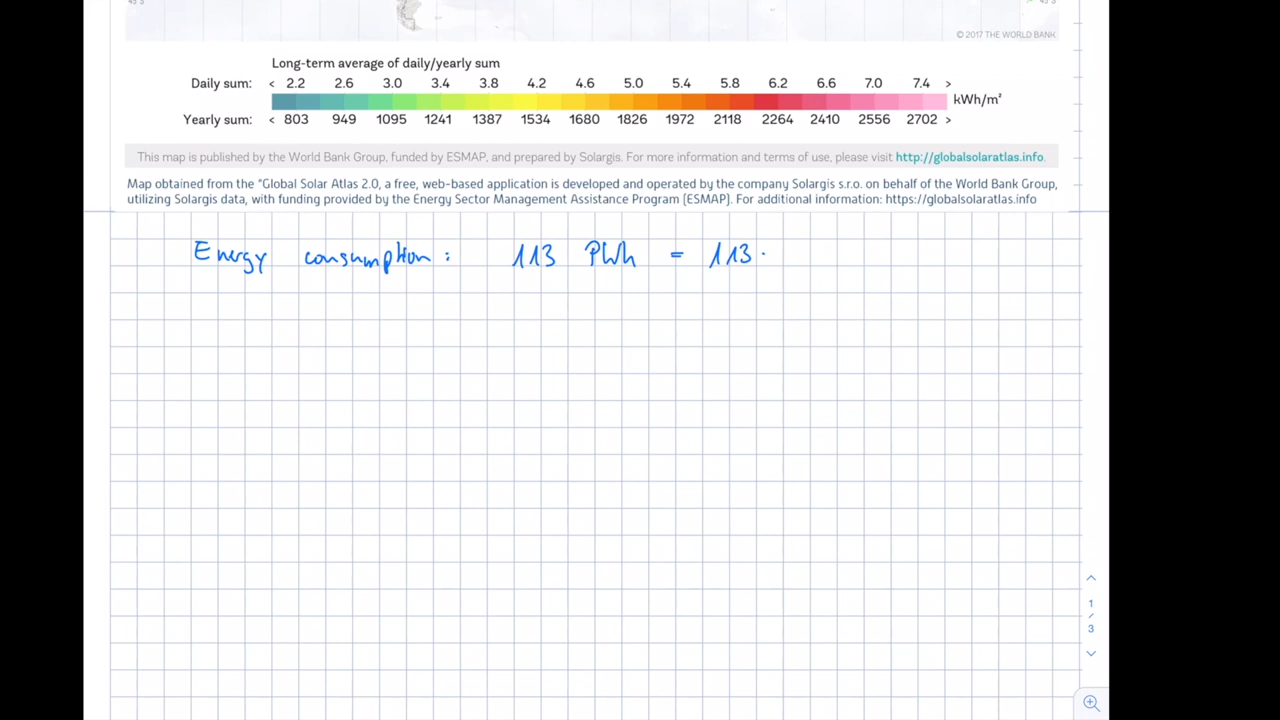 45°S
45°S
© 2017 THE WORLD BANK
Long-term average of daily/yearly sum
Daily sum: < 2.2 2.6 3.0 3.4 3.8 4.2 4.6 5.0 5.4 5.8 6.2 6.6 7.0 7.4 >
kWh/m²
Yearly sum: < 803 949 1095 1241 1387 1534 1680 1826 1972 2118 2264 2410 2556 2702 >
This map is published by the World Bank Group, funded by ESMAP, and prepared by Solargis. For more information and terms of use, please visit http://globalsolaratlas.info.
Map obtained from the "Global Solar Atlas 2.0, a free, web-based application is developed and operated by the company Solargis s.r.o. on behalf of the World Bank Group,
utilizing Solargis data, with funding provided by the Energy Sector Management Assistance Program (ESMAP). For additional information: https://globalsolaratlas.info
Energy consumption: 113 PWh = 113·
1
/
3